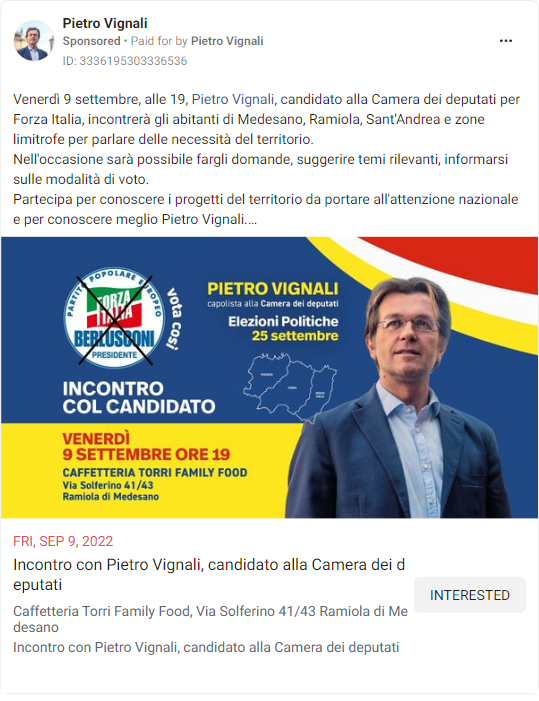 Pietro Vignali
Sponsored • Paid for by Pietro Vignali
ID: 3336195303336536
Venerdì 9 settembre, alle 19, Pietro Vignali, candidato alla Camera dei deputati per
Forza Italia, incontrerà gli abitanti di Medesano, Ramiola, Sant'Andrea e zone
limitrofe per parlare delle necessità del territorio.
Nell'occasione sarà possibile fargli domande, suggerire temi rilevanti, informarsi
sulle modalità di voto.
Partecipa per conoscere i progetti del territorio da portare all'attenzione nazionale
e per conoscere meglio Pietro Vignali....
PARTITO POPOLARE EUROPEO
FORZA
ITALIA
BERLUSCONI
PRESIDENTE
vota così
PIETRO VIGNALI
capolista alla Camera dei deputati
Elezioni Politiche
25 settembre
INCONTRO
COL CANDIDATO
VENERDÌ
9 SETTEMBRE ORE 19
CAFFETTERIA TORRI FAMILY FOOD
Via Solferino 41/43
Ramiola di Medesano
FRI, SEP 9, 2022
Incontro con Pietro Vignali, candidato alla Camera dei d
eputati
INTERESTED
Caffetteria Torri Family Food, Via Solferino 41/43 Ramiola di Me
desano
Incontro con Pietro Vignali, candidato alla Camera dei deputati